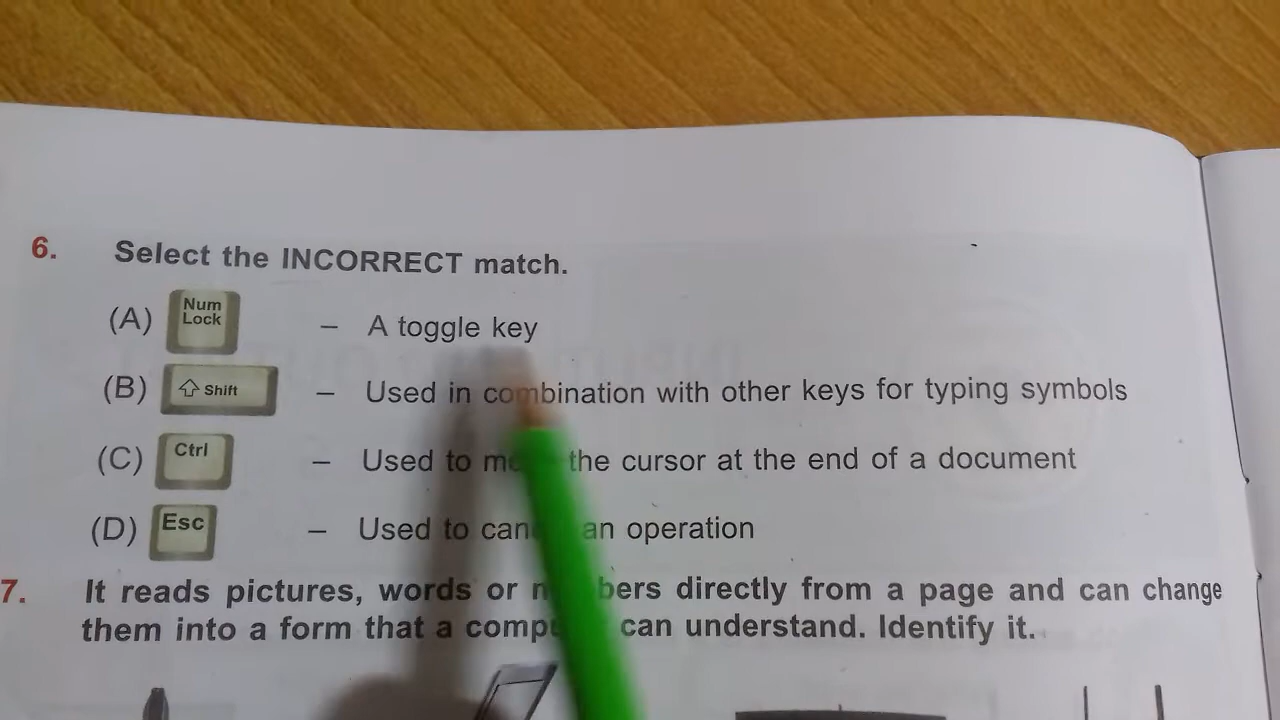 6. Select the INCORRECT match.
(A) Num Lock – A toggle key
(B) Shift – Used in combination with other keys for typing symbols
(C) Ctrl – Used to the cursor at the end of a document
(D) Esc – Used to an operation
7. It reads pictures, words or directly from a page and can change
them into a form that a can understand. Identify it.